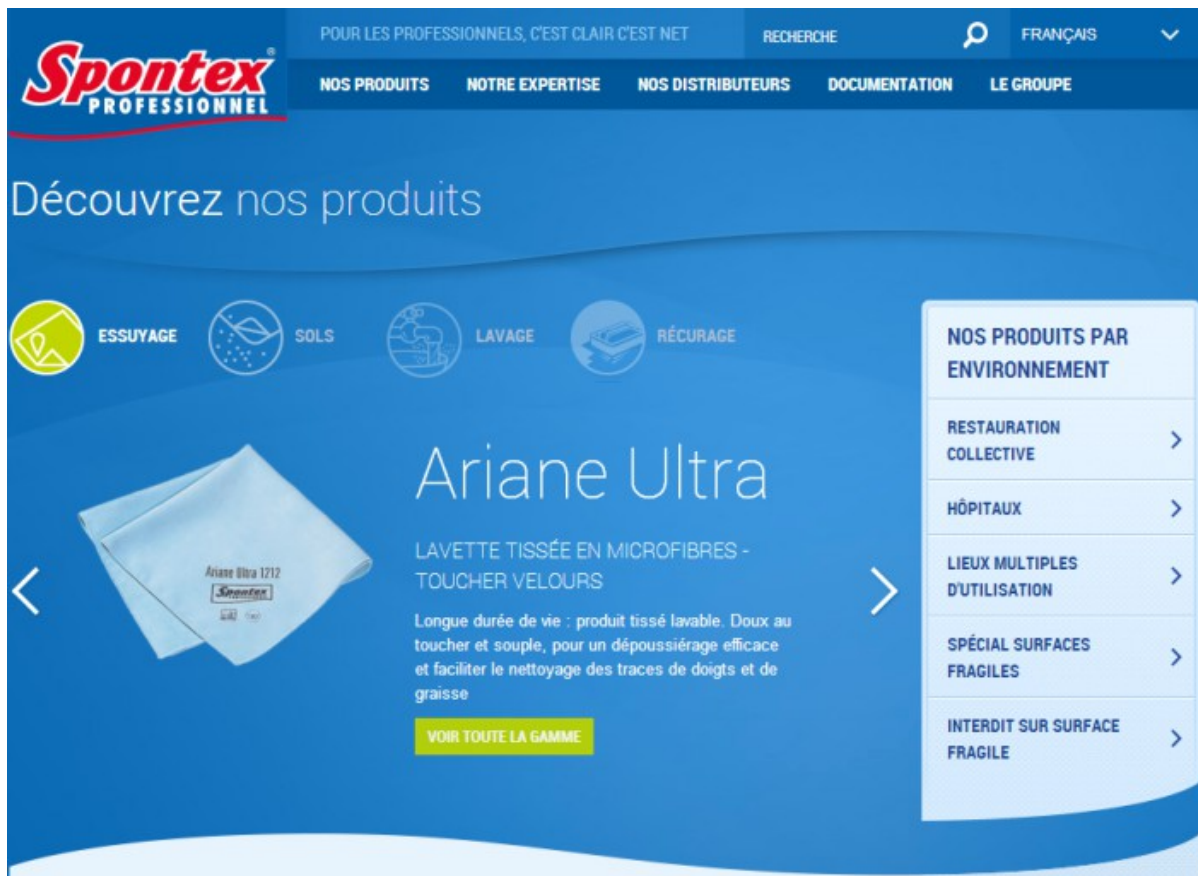 POUR LES PROFESSIONNELS, C'EST CLAIR C'EST NET
RECHERCHE
FRANÇAIS
Spontex®
PROFESSIONNEL
NOS PRODUITS
NOTRE EXPERTISE
NOS DISTRIBUTEURS
DOCUMENTATION
LE GROUPE
Découvrez nos produits
ESSUYAGE
SOLS
LAVAGE
RÉCURAGE
Ariane Ultra 1212
Spontex
Ariane Ultra
LAVETTE TISSÉE EN MICROFIBRES -
TOUCHER VELOURS
Longue durée de vie : produit tissé lavable. Doux au
toucher et souple, pour un dépoussiérage efficace
et faciliter le nettoyage des traces de doigts et de
graisse
VOIR TOUTE LA GAMME
NOS PRODUITS PAR
ENVIRONNEMENT
RESTAURATION
COLLECTIVE
HÔPITAUX
LIEUX MULTIPLES
D'UTILISATION
SPÉCIAL SURFACES
FRAGILES
INTERDIT SUR SURFACE
FRAGILE